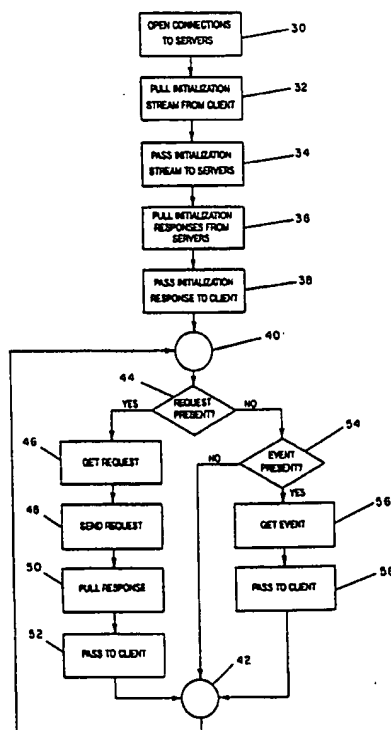 OPEN CONNECTIONS
TO SERVERS
30
PULL INITIALIZATION
STREAM FROM CLIENT
32
PASS INITIALIZATION
STREAM TO SERVERS
34
PULL INITIALIZATION
RESPONSES FROM
SERVERS
36
PASS INITIALIZATION
RESPONSE TO CLIENT
38
40
44
REQUEST
PRESENT?
YES
NO
54
EVENT
PRESENT?
NO
YES
46
GET REQUEST
56
GET EVENT
48
SEND REQUEST
50
PULL RESPONSE
58
PASS TO CLIENT
52
PASS TO CLIENT
42